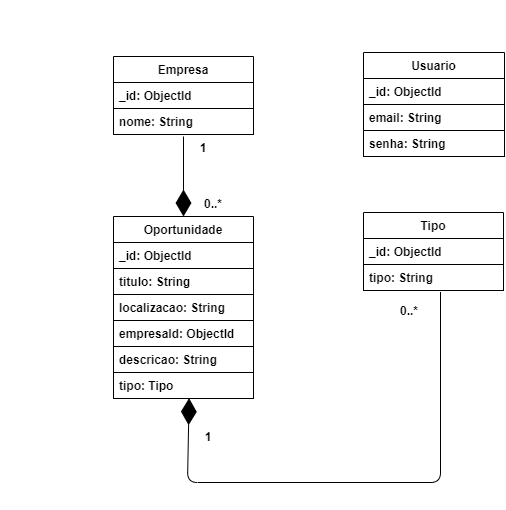 Empresa
_id: ObjectId
nome: String
1
0..*
Oportunidade
_id: ObjectId
titulo: String
localizacao: String
empresaId: ObjectId
descricao: String
tipo: Tipo
1
Usuario
_id: ObjectId
email: String
senha: String
Tipo
_id: ObjectId
tipo: String
0..*